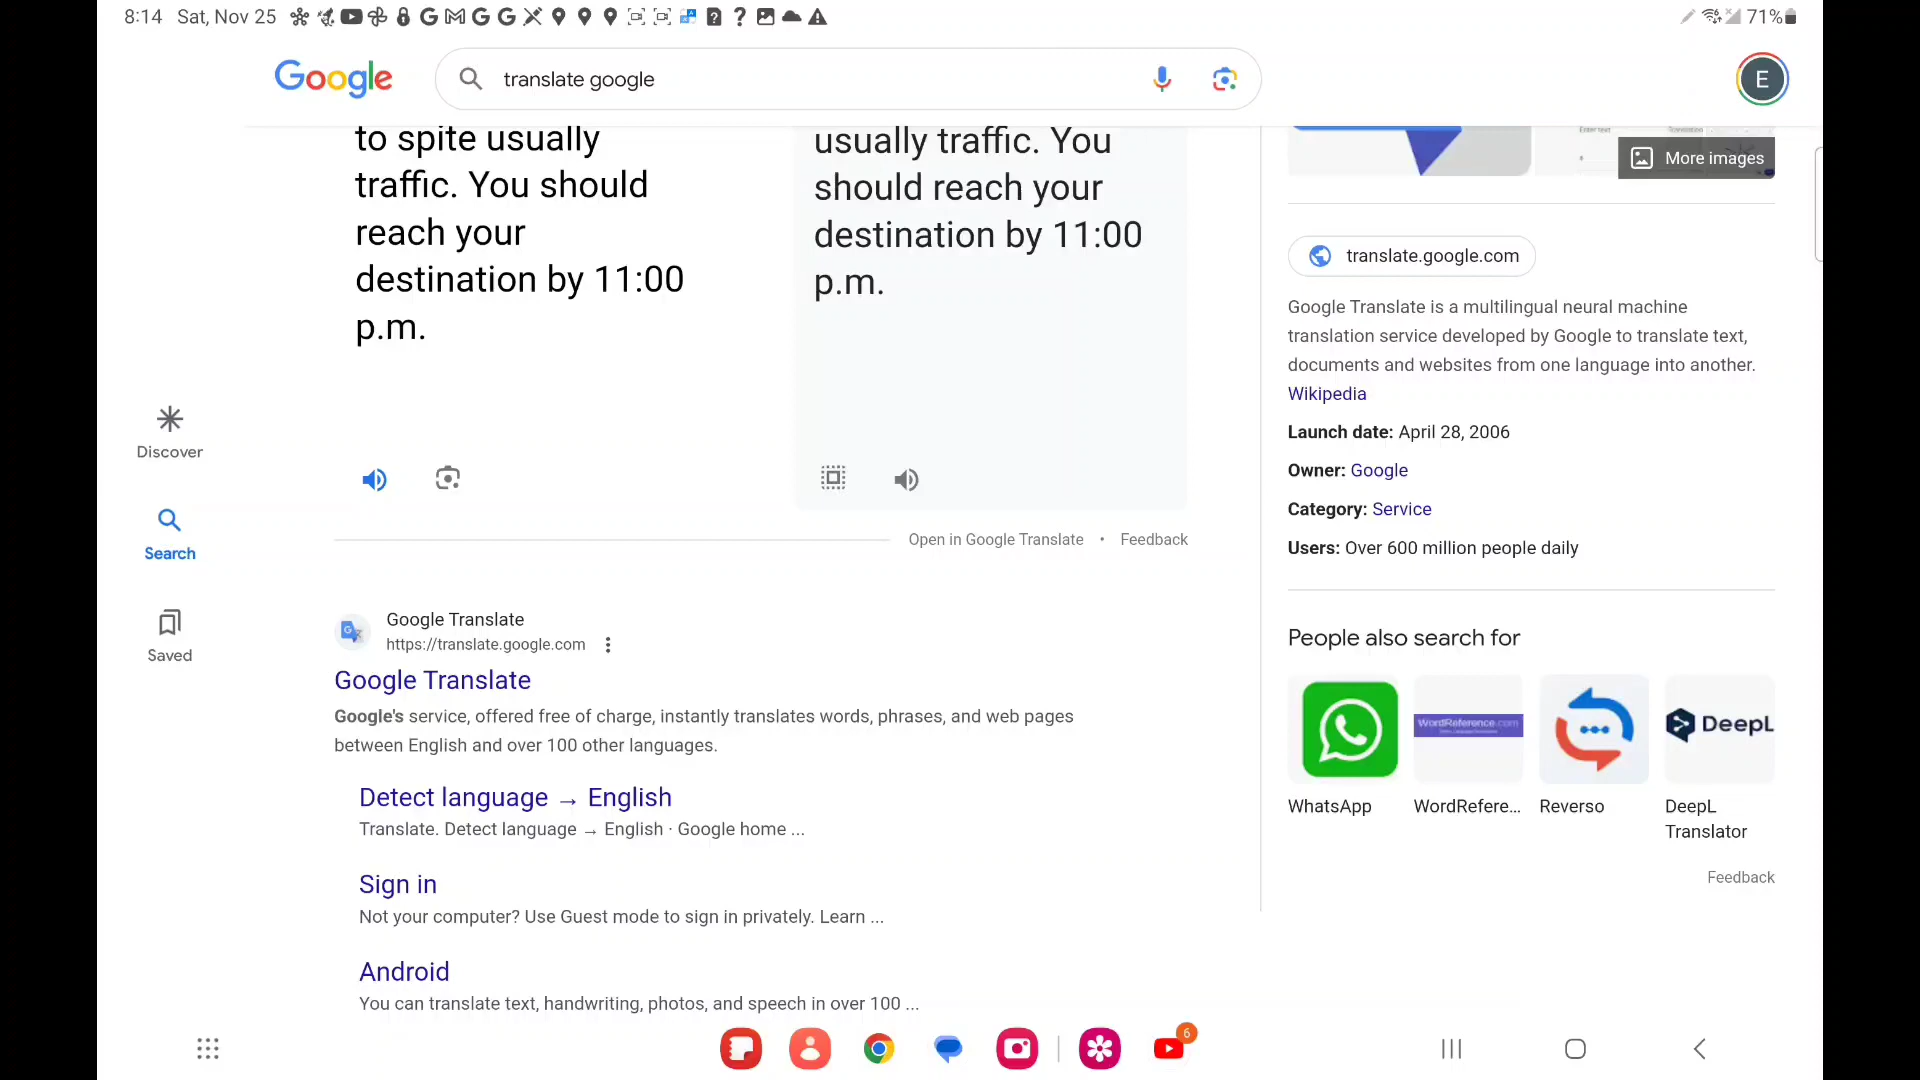 8:14 Sat, Nov 25
71%
Google
translate google
E
to spite usually
traffic. You should
reach your
destination by 11:00
p.m.
usually traffic. You
should reach your
destination by 11:00
p.m.
Open in Google Translate • Feedback
Discover
Search
Saved
Google Translate
https://translate.google.com
Google Translate
Google's service, offered free of charge, instantly translates words, phrases, and web pages
between English and over 100 other languages.
Detect language → English
Translate. Detect language → English · Google home ...
Sign in
Not your computer? Use Guest mode to sign in privately. Learn ...
Android
You can translate text, handwriting, photos, and speech in over 100 ...
Enter text
Translation
More images
translate.google.com
Google Translate is a multilingual neural machine
translation service developed by Google to translate text,
documents and websites from one language into another.
Wikipedia
Launch date: April 28, 2006
Owner: Google
Category: Service
Users: Over 600 million people daily
People also search for
WordReference.com
DeepL
WhatsApp
WordRefere...
Reverso
DeepL
Translator
Feedback
6